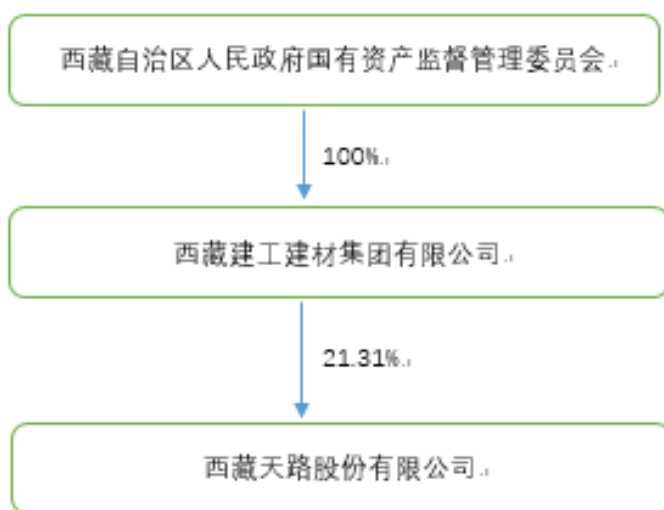 西藏自治区人民政府国有资产监督管理委员会
100%
西藏建工建材集团有限公司
21.31%
西藏天路股份有限公司